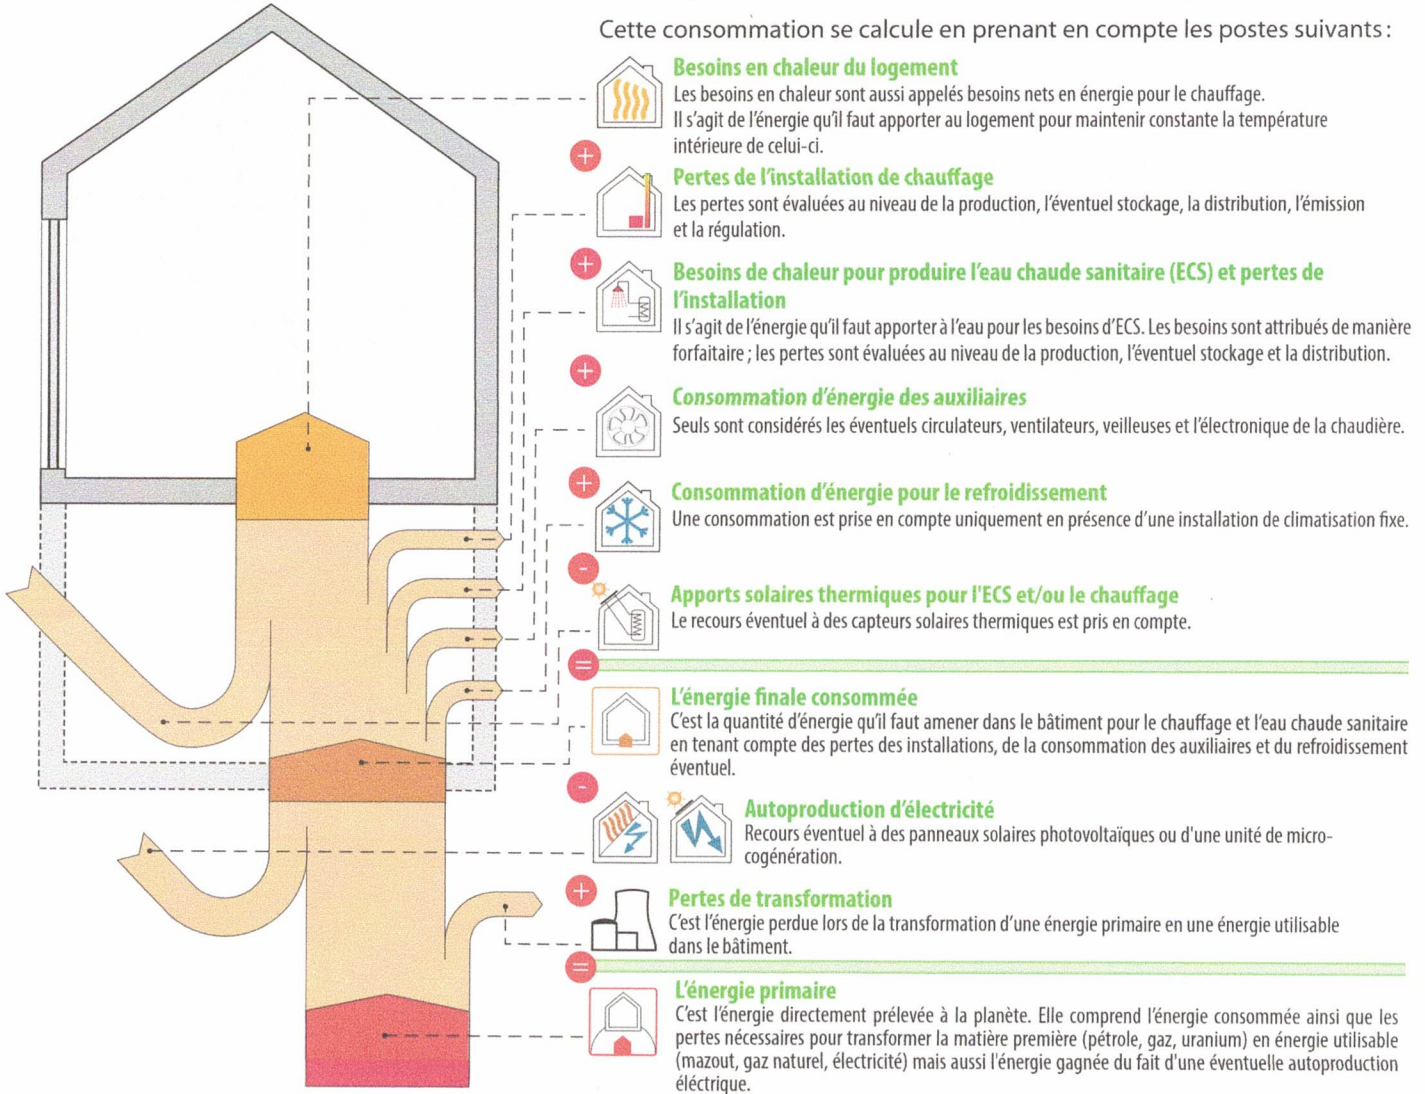 Cette consommation se calcule en prenant en compte les postes suivants :
Besoins en chaleur du logement
Les besoins en chaleur sont aussi appelés besoins nets en énergie pour le chauffage.
Il s'agit de l'énergie qu'il faut apporter au logement pour maintenir constante la température
intérieure de celui-ci.
+
Pertes de l'installation de chauffage
Les pertes sont évaluées au niveau de la production, l'éventuel stockage, la distribution, l'émission
et la régulation.
+
Besoins de chaleur pour produire l'eau chaude sanitaire (ECS) et pertes de
l'installation
Il s'agit de l'énergie qu'il faut apporter à l'eau pour les besoins d'ECS. Les besoins sont attribués de manière
forfaitaire ; les pertes sont évaluées au niveau de la production, l'éventuel stockage et la distribution.
+
Consommation d'énergie des auxiliaires
Seuls sont considérés les éventuels circulateurs, ventilateurs, veilleuses et l'électronique de la chaudière.
+
Consommation d'énergie pour le refroidissement
Une consommation est prise en compte uniquement en présence d'une installation de climatisation fixe.
-
Apports solaires thermiques pour l'ECS et/ou le chauffage
Le recours éventuel à des capteurs solaires thermiques est pris en compte.
=
L'énergie finale consommée
C'est la quantité d'énergie qu'il faut amener dans le bâtiment pour le chauffage et l'eau chaude sanitaire
en tenant compte des pertes des installations, de la consommation des auxiliaires et du refroidissement
éventuel.
-
Autoproduction d'électricité
Recours éventuel à des panneaux solaires photovoltaïques ou d'une unité de micro-
cogénération.
+
Pertes de transformation
C'est l'énergie perdue lors de la transformation d'une énergie primaire en une énergie utilisable
dans le bâtiment.
=
L'énergie primaire
C'est l'énergie directement prélevée à la planète. Elle comprend l'énergie consommée ainsi que les
pertes nécessaires pour transformer la matière première (pétrole, gaz, uranium) en énergie utilisable
(mazout, gaz naturel, électricité) mais aussi l'énergie gagnée du fait d'une éventuelle autoproduction
éléctrique.